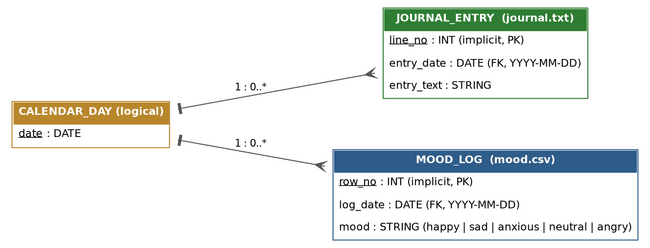 JOURNAL_ENTRY (journal.txt)
line_no : INT (implicit, PK)
entry_date : DATE (FK, YYYY-MM-DD)
entry_text : STRING
1 : 0..*
CALENDAR_DAY (logical)
date : DATE
1 : 0..*
MOOD_LOG (mood.csv)
row_no : INT (implicit, PK)
log_date : DATE (FK, YYYY-MM-DD)
mood : STRING (happy | sad | anxious | neutral | angry)